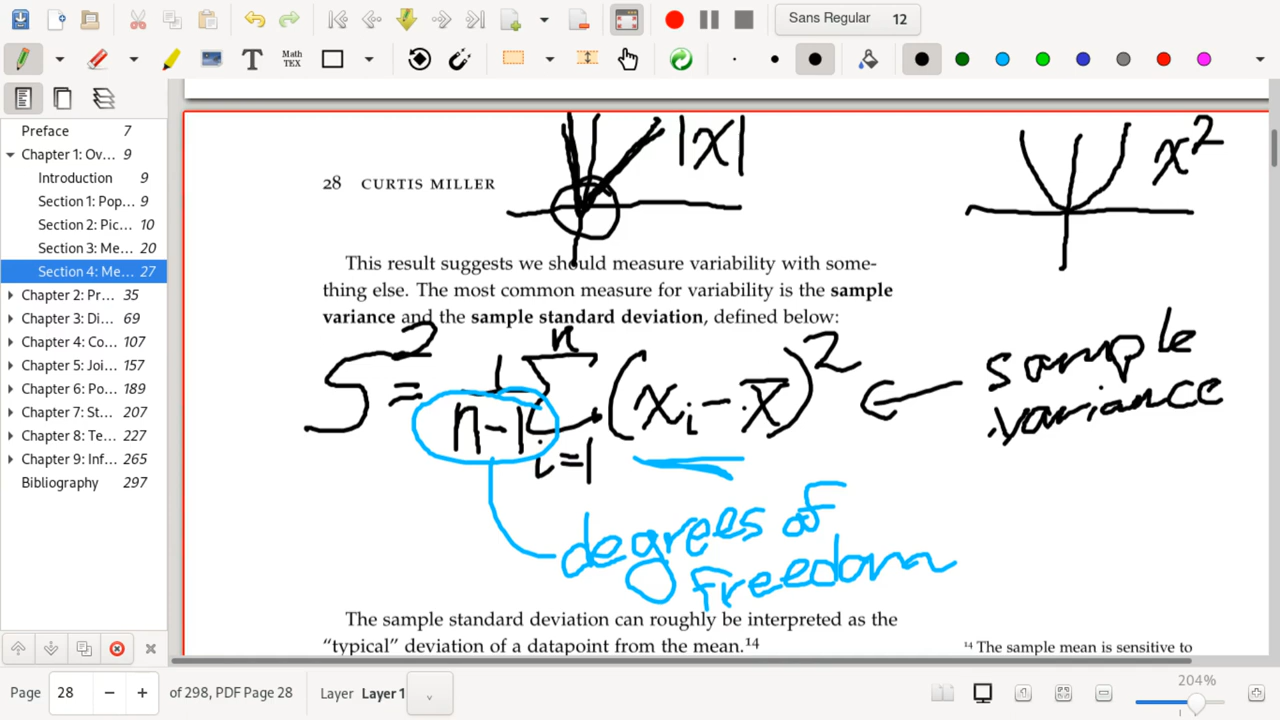 Sans Regular 12
T Math TEX
Preface 7
Chapter 1: Ov... 9
Introduction 9
Section 1: Pop... 9
Section 2: Pic... 10
Section 3: Me... 20
Section 4: Me... 27
Chapter 2: Pr... 35
Chapter 3: Di... 69
Chapter 4: Co... 107
Chapter 5: Joi... 157
Chapter 6: Po... 189
Chapter 7: St... 207
Chapter 8: Te... 227
Chapter 9: Inf... 265
Bibliography 297
|x|
x²
28 CURTIS MILLER
This result suggests we should measure variability with some-
thing else. The most common measure for variability is the sample
variance and the sample standard deviation, defined below:
S² = 1/(n-1) ∑_{i=1}^{n} (x_i - x̄)² ← sample
variance
degrees of
freedom
The sample standard deviation can roughly be interpreted as the
“typical” deviation of a datapoint from the mean.¹⁴
¹⁴ The sample mean is sensitive to
Page 28 of 298, PDF Page 28 Layer Layer 1
204%